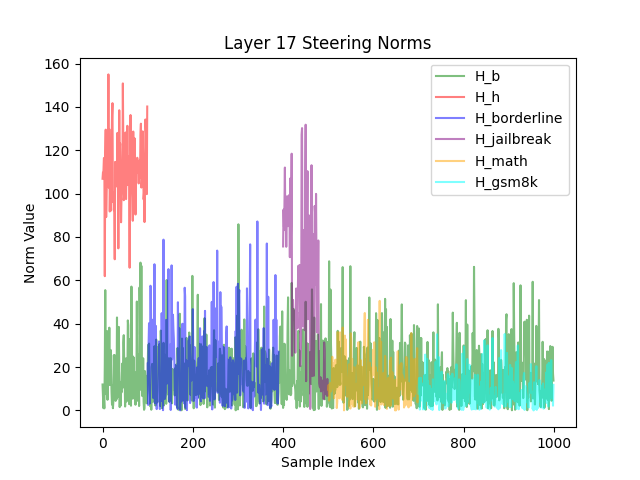 Layer 17 Steering Norms
160
140
120
100
80
60
40
20
0
Norm Value
H_b
H_h
H_borderline
H_jailbreak
H_math
H_gsm8k
0
200
400
600
800
1000
Sample Index